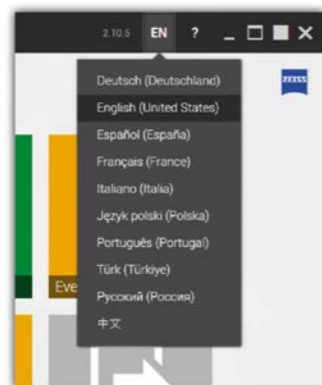 2.10.5 EN ?
Deutsch (Deutschland)
ZEISS
English (United States)
Español (España)
Français (France)
Italiano (Italia)
Język polski (Polska)
Português (Portugal)
Türk (Türkiye)
Eve
Русский (Россия)
中文